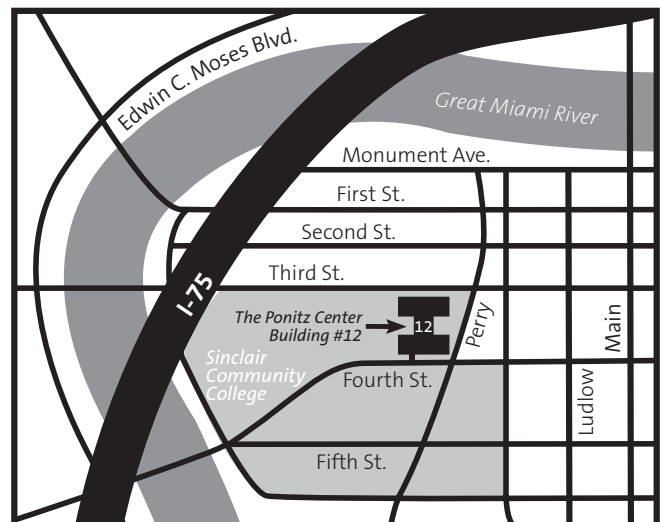 Edwin C. Moses Blvd.
Great Miami River
Monument Ave.
First St.
Second St.
Third St.
I-75
The Ponitz Center
Building #12
12
Perry
Main
Sinclair
Community
College
Fourth St.
Ludlow
Fifth St.